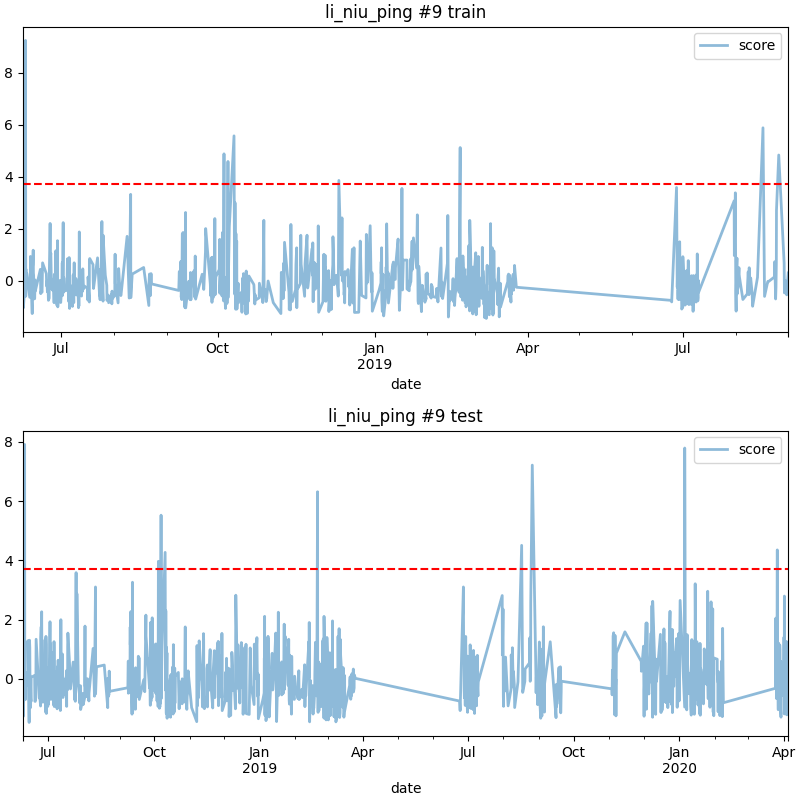 li_niu_ping #9 train
score
8
6
4
2
0
Jul Oct Jan Apr Jul
2019
date
li_niu_ping #9 test
score
8
6
4
2
0
Jul Oct Jan Apr Jul Oct Jan Apr
2019 2020
date